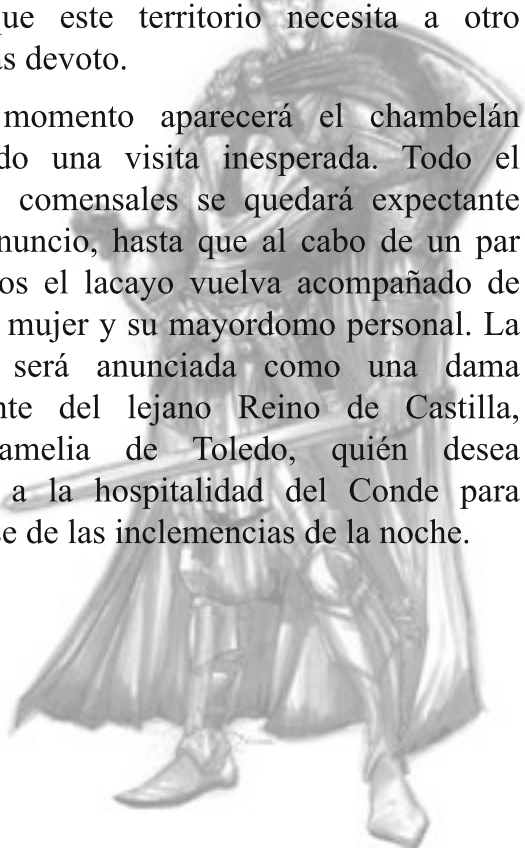 ue este territorio necesita a otro
s devoto.
momento aparecerá el chambelán
do una visita inesperada. Todo el
comensales se quedará expectante
nuncio, hasta que al cabo de un par
os el lacayo vuelva acompañado de
mujer y su mayordomo personal. La
será anunciada como una dama
nte del lejano Reino de Castilla,
amelia de Toledo, quién desea
a la hospitalidad del Conde para
e de las inclemencias de la noche.